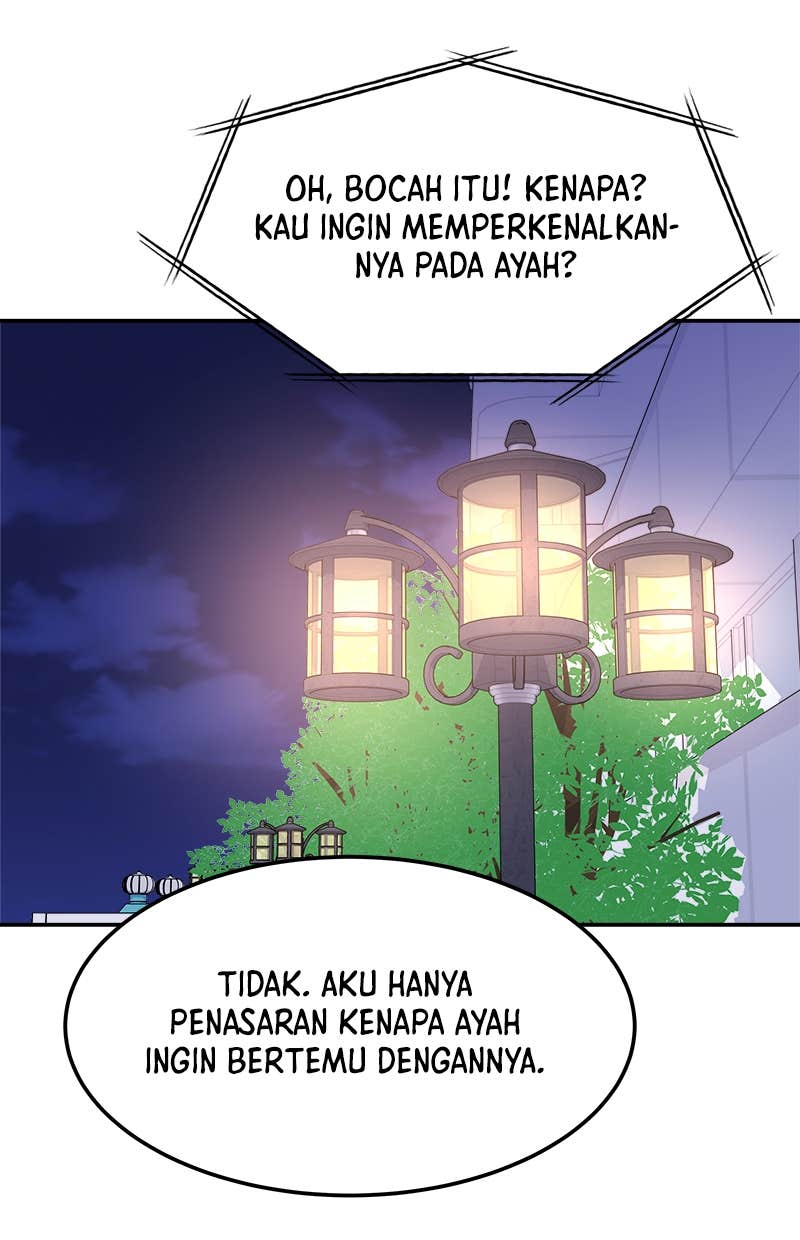 OH, BOCAH ITU! KENAPA?
KAU INGIN MEMPERKENALKAN-
NYA PADA AYAH?
TIDAK. AKU HANYA
PENASARAN KENAPA AYAH
INGIN BERTEMU DENGANNYA.